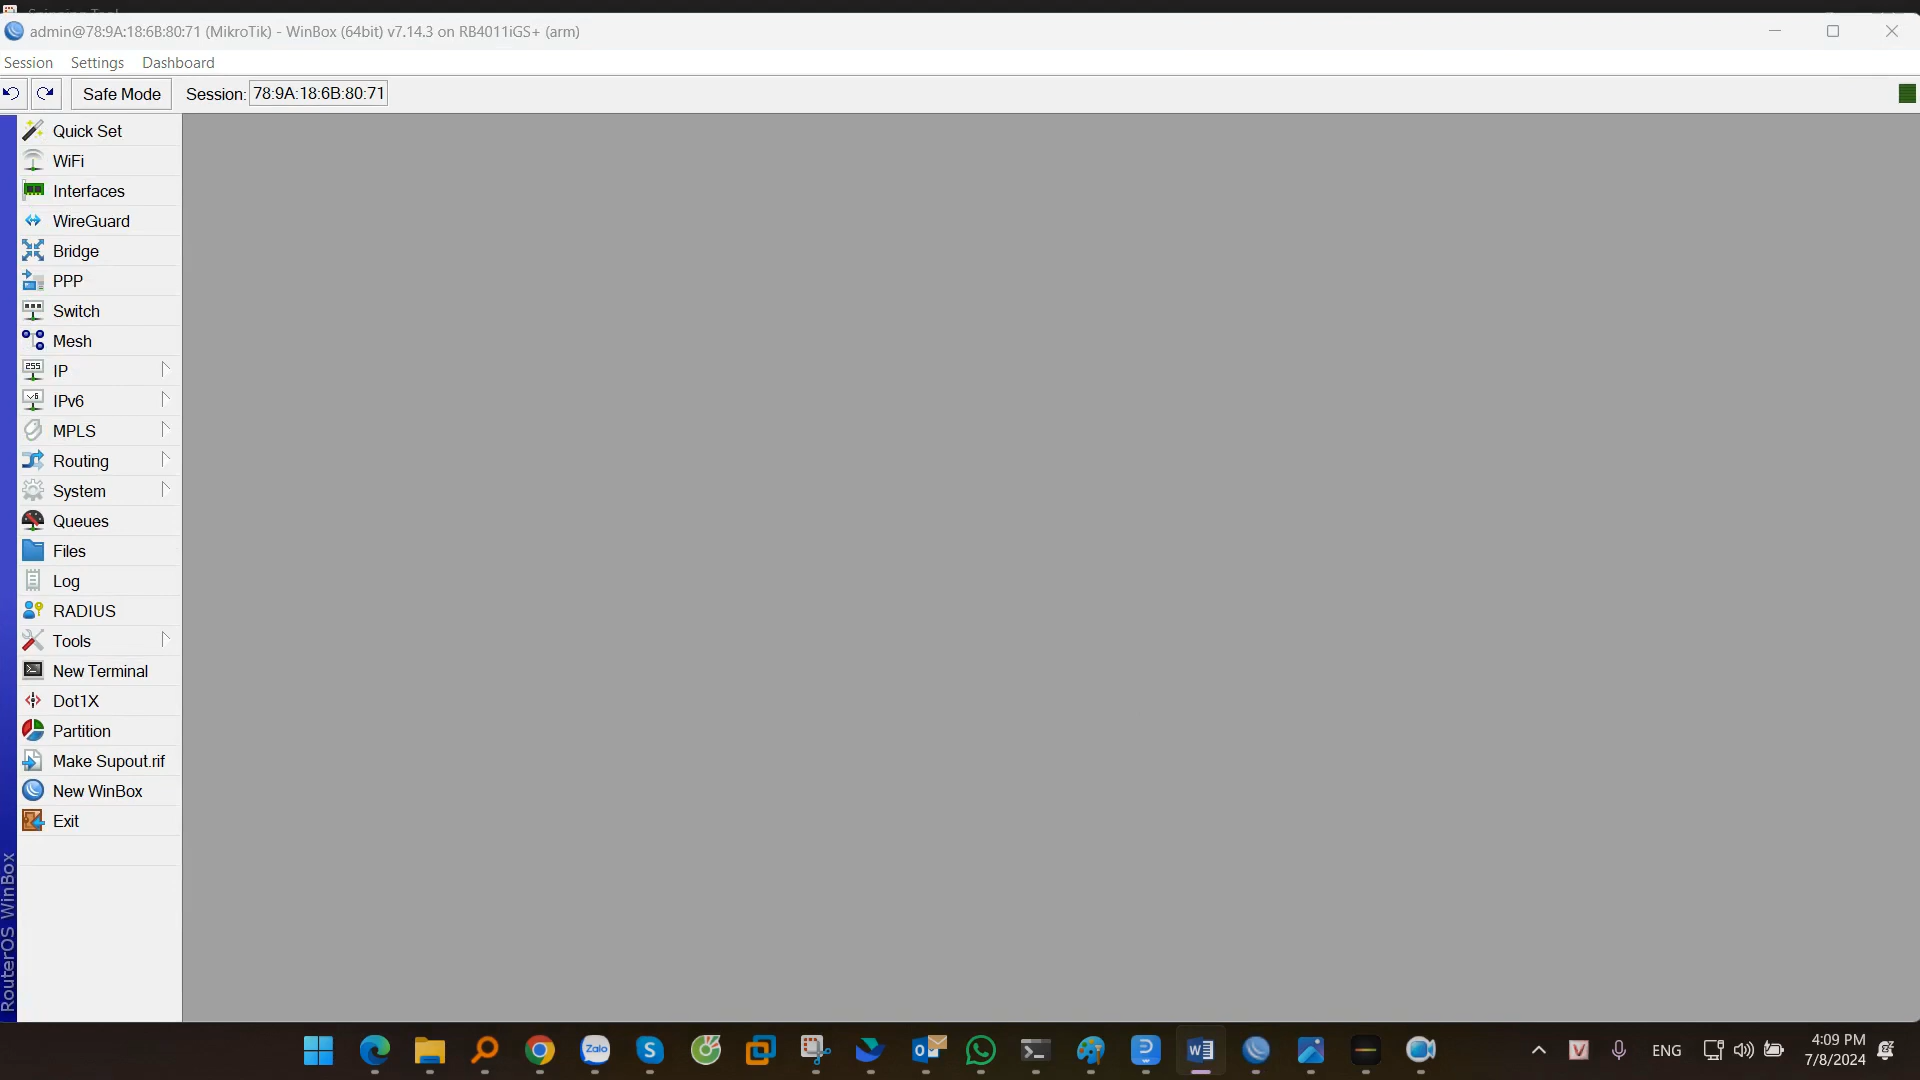 admin@78:9A:18:6B:80:71 (MikroTik) - WinBox (64bit) v7.14.3 on RB4011iGS+ (arm)
Session Settings Dashboard
Safe Mode Session: 78:9A:18:6B:80:71
Quick Set
WiFi
Interfaces
WireGuard
Bridge
PPP
Switch
Mesh
255 IP
v6 IPv6
MPLS
Routing
System
Queues
Files
Log
RADIUS
Tools
New Terminal
Dot1X
Partition
Make Supout.rif
New WinBox
Exit
RouterOS WinBox
Zalo
ENG
4:09 PM
7/8/2024